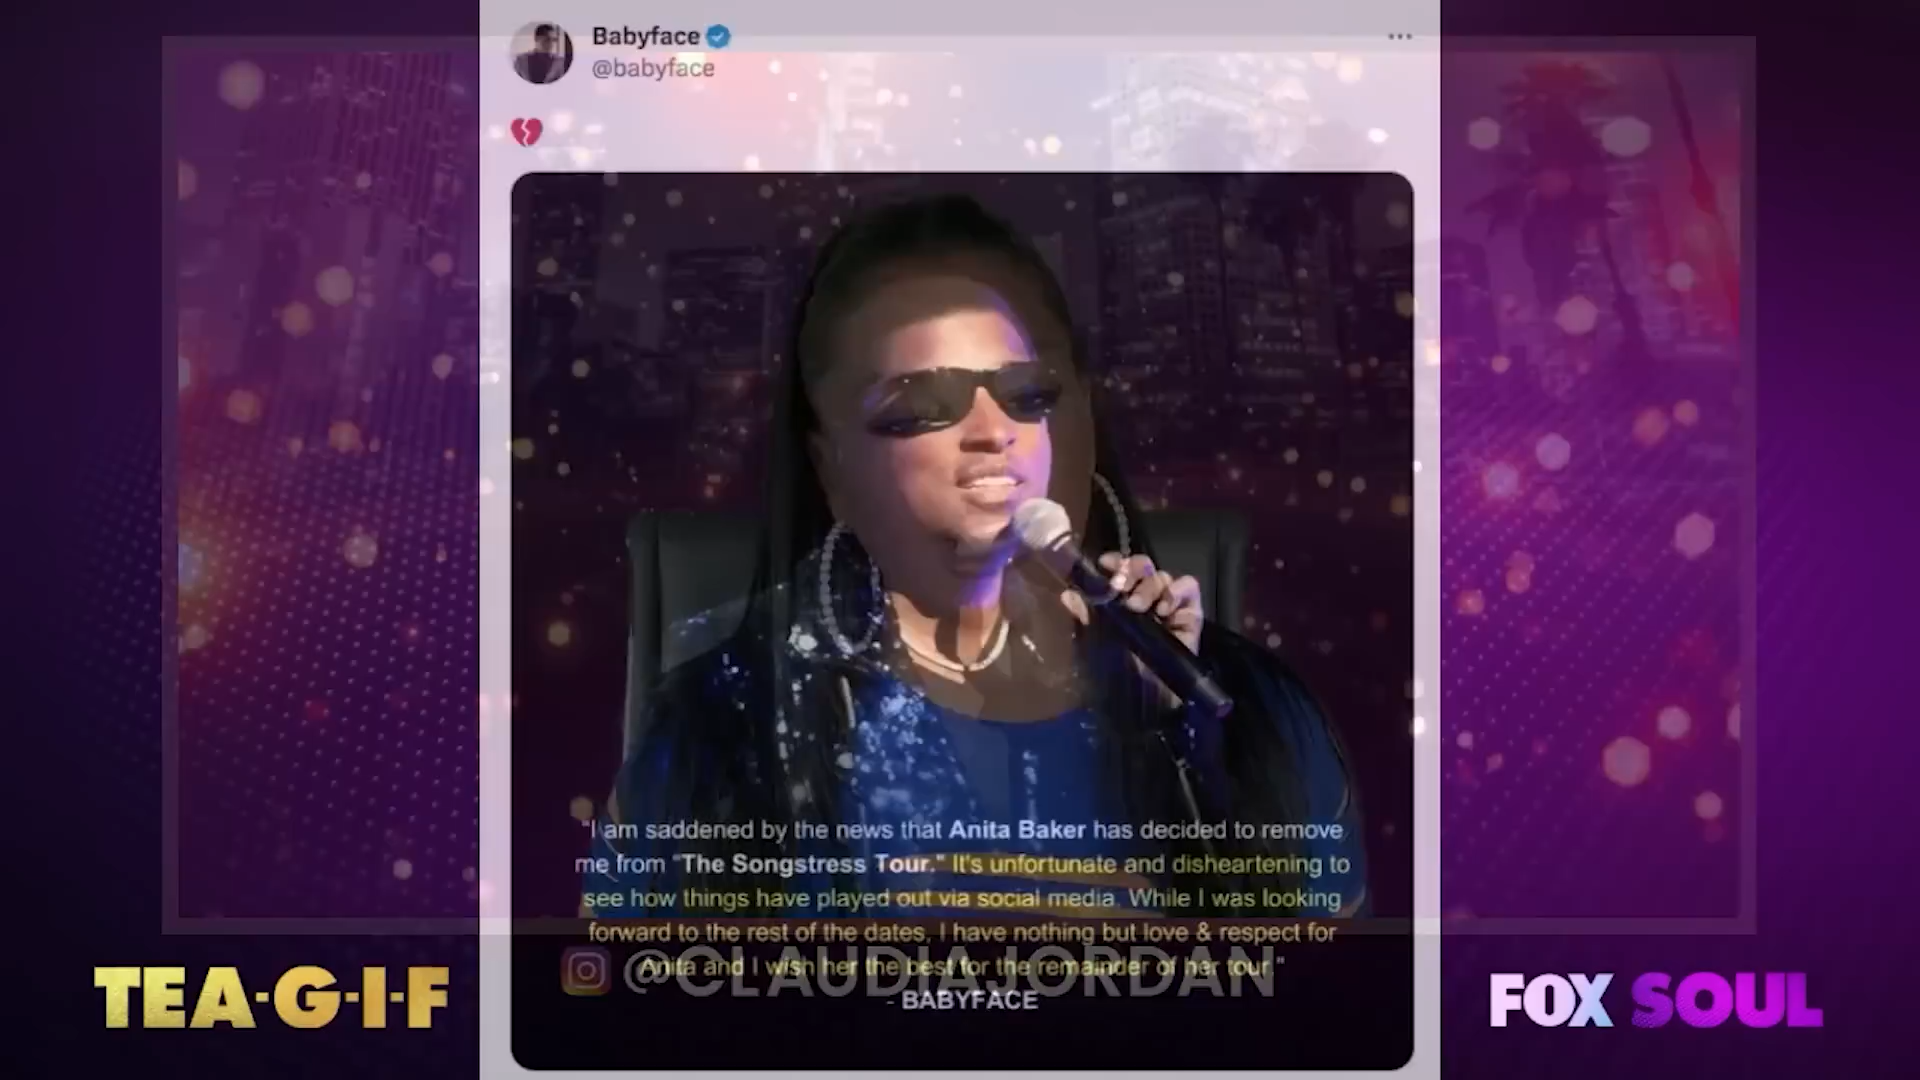 Babyface
@babyface
"I am saddened by the news that Anita Baker has decided to remove
me from "The Songstress Tour." It's unfortunate and disheartening to
see how things have played out via social media. While I was looking
forward to the rest of the dates, I have nothing but love & respect for
Anita and I wish her the best for the remainder of her tour."
@CLAUDIAJORDAN
- BABYFACE
TEA-G-I-F
FOX SOUL